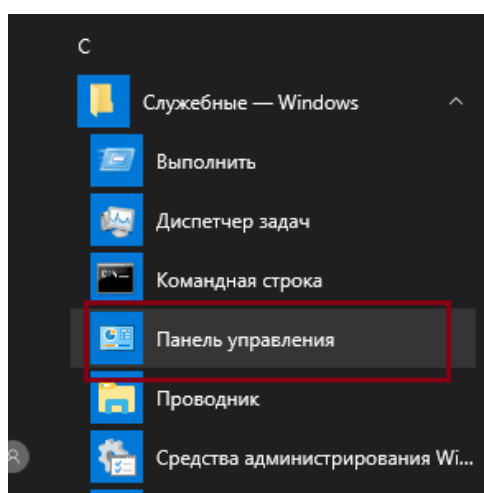 С
Служебные — Windows
Выполнить
Диспетчер задач
Командная строка
Панель управления
Проводник
Средства администрирования Wi...